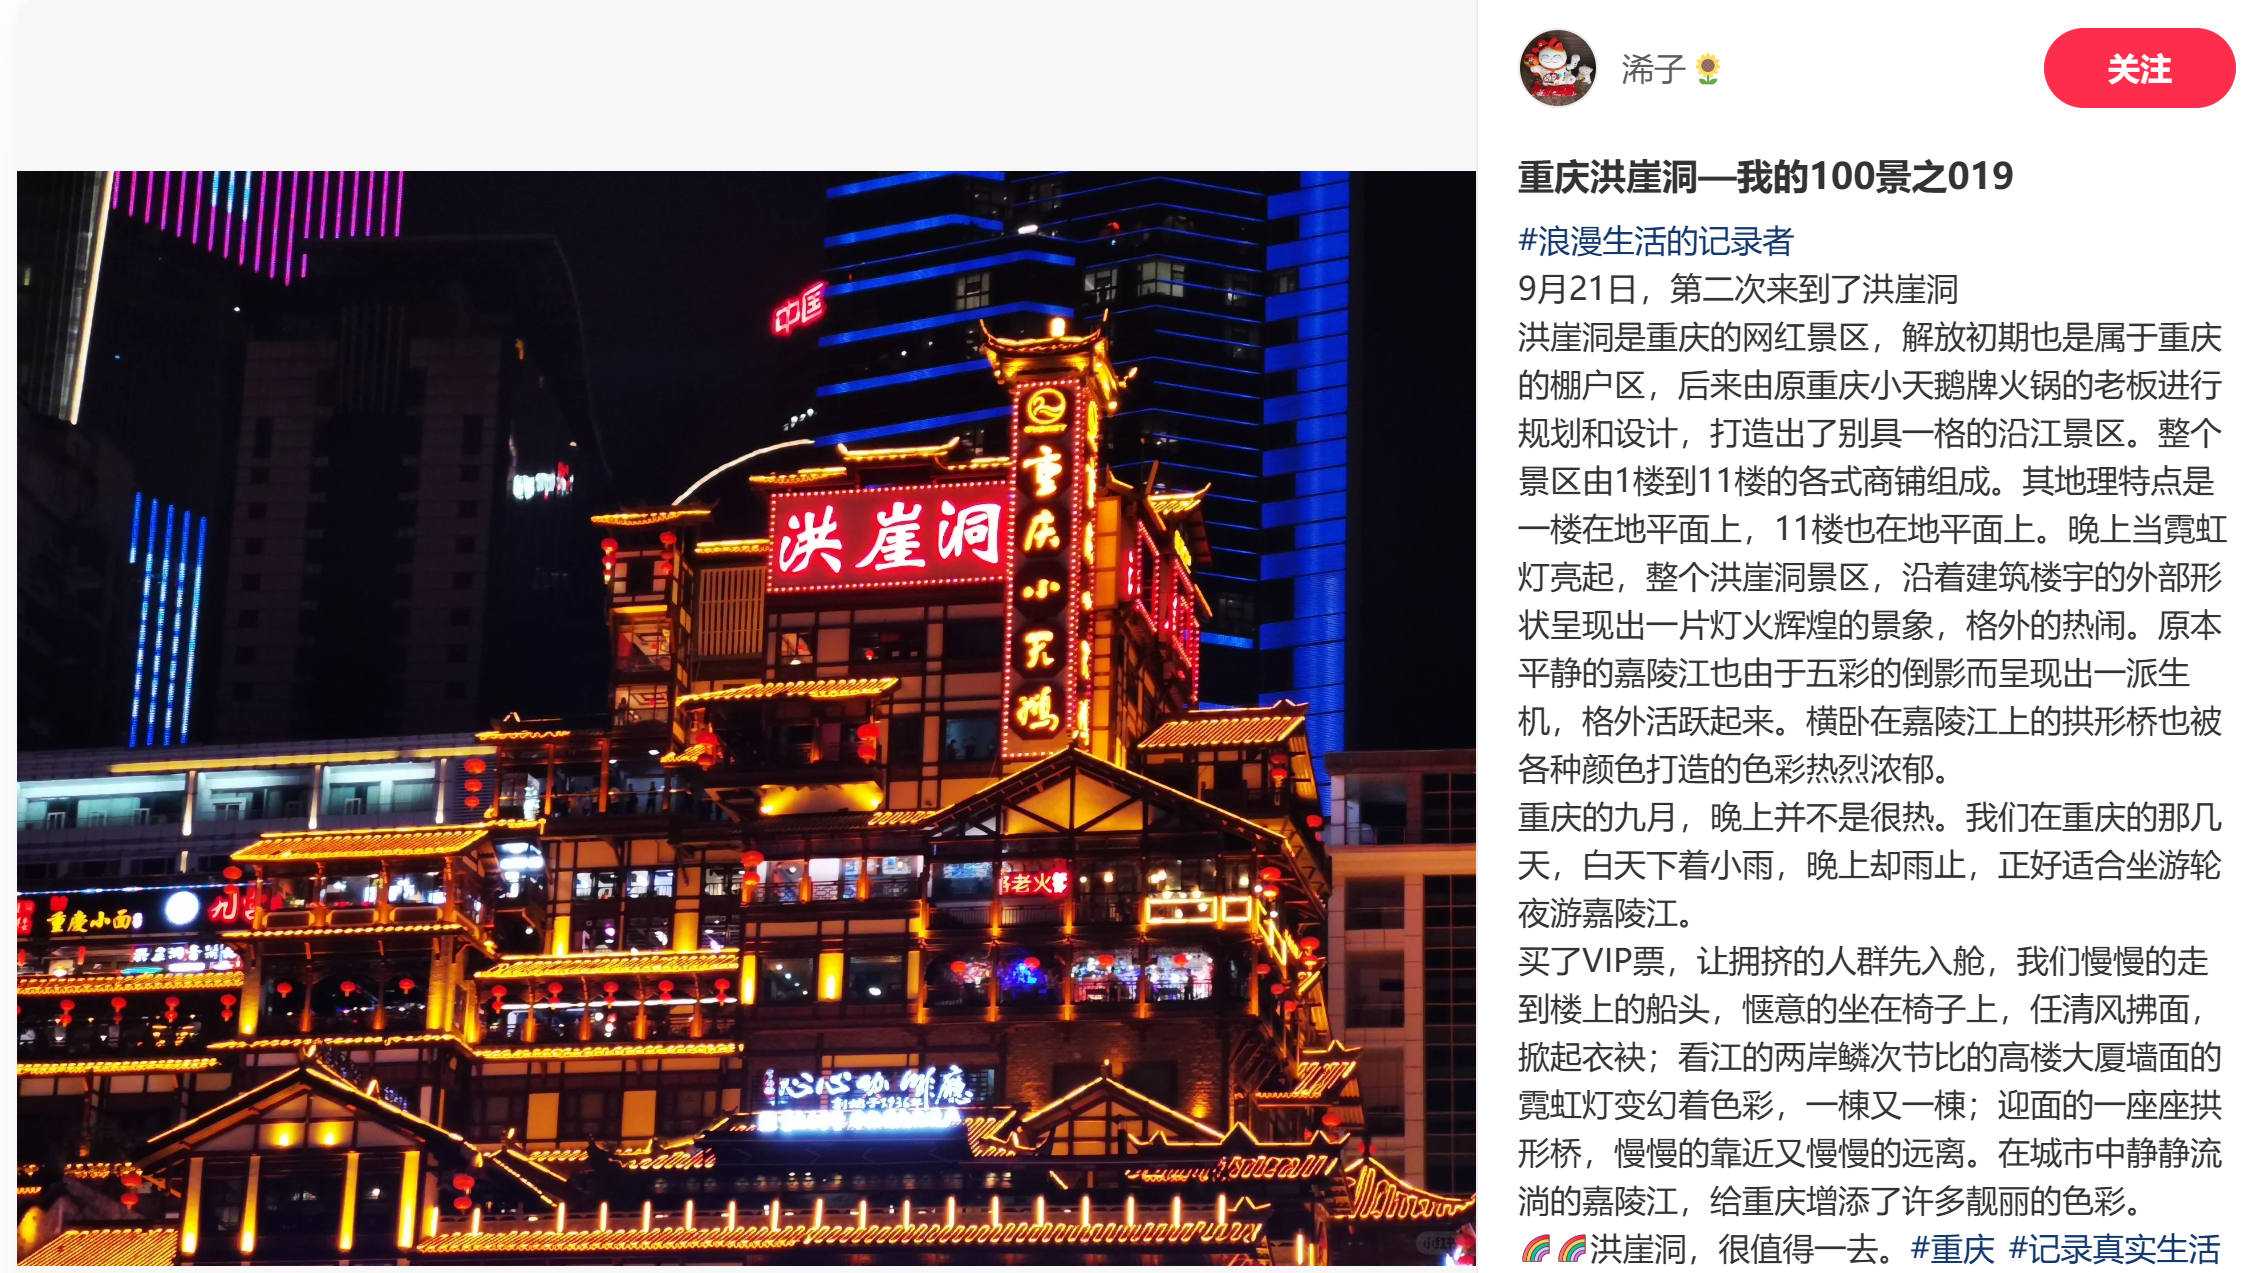 浠子🌻
关注
重庆洪崖洞—我的100景之019
#浪漫生活的记录者
9月21日，第二次来到了洪崖洞
洪崖洞是重庆的网红景区，解放初期也是属于重庆
的棚户区，后来由原重庆小天鹅牌火锅的老板进行
规划和设计，打造出了别具一格的沿江景区。整个
景区由1楼到11楼的各式商铺组成。其地理特点是
一楼在地平面上，11楼也在地平面上。晚上当霓虹
灯亮起，整个洪崖洞景区，沿着建筑楼宇的外部形
状呈现出一片灯火辉煌的景象，格外的热闹。原本
平静的嘉陵江也由于五彩的倒影而呈现出一派生
机，格外活跃起来。横卧在嘉陵江上的拱形桥也被
各种颜色打造的色彩热烈浓郁。
重庆的九月，晚上并不是很热。我们在重庆的那几
天，白天下着小雨，晚上却雨止，正好适合坐游轮
夜游嘉陵江。
买了VIP票，让拥挤的人群先入舱，我们慢慢的走
到楼上的船头，惬意的坐在椅子上，任清风拂面，
掀起衣袂；看江的两岸鳞次节比的高楼大厦墙面的
霓虹灯变幻着色彩，一棟又一棟；迎面的一座座拱
形桥，慢慢的靠近又慢慢的远离。在城市中静静流
淌的嘉陵江，给重庆增添了许多靓丽的色彩。
🌈🌈洪崖洞，很值得一去。#重庆 #记录真实生活
中国
洪崖洞
重庆小天鹅
老火
重慶小面
心心咖啡廳